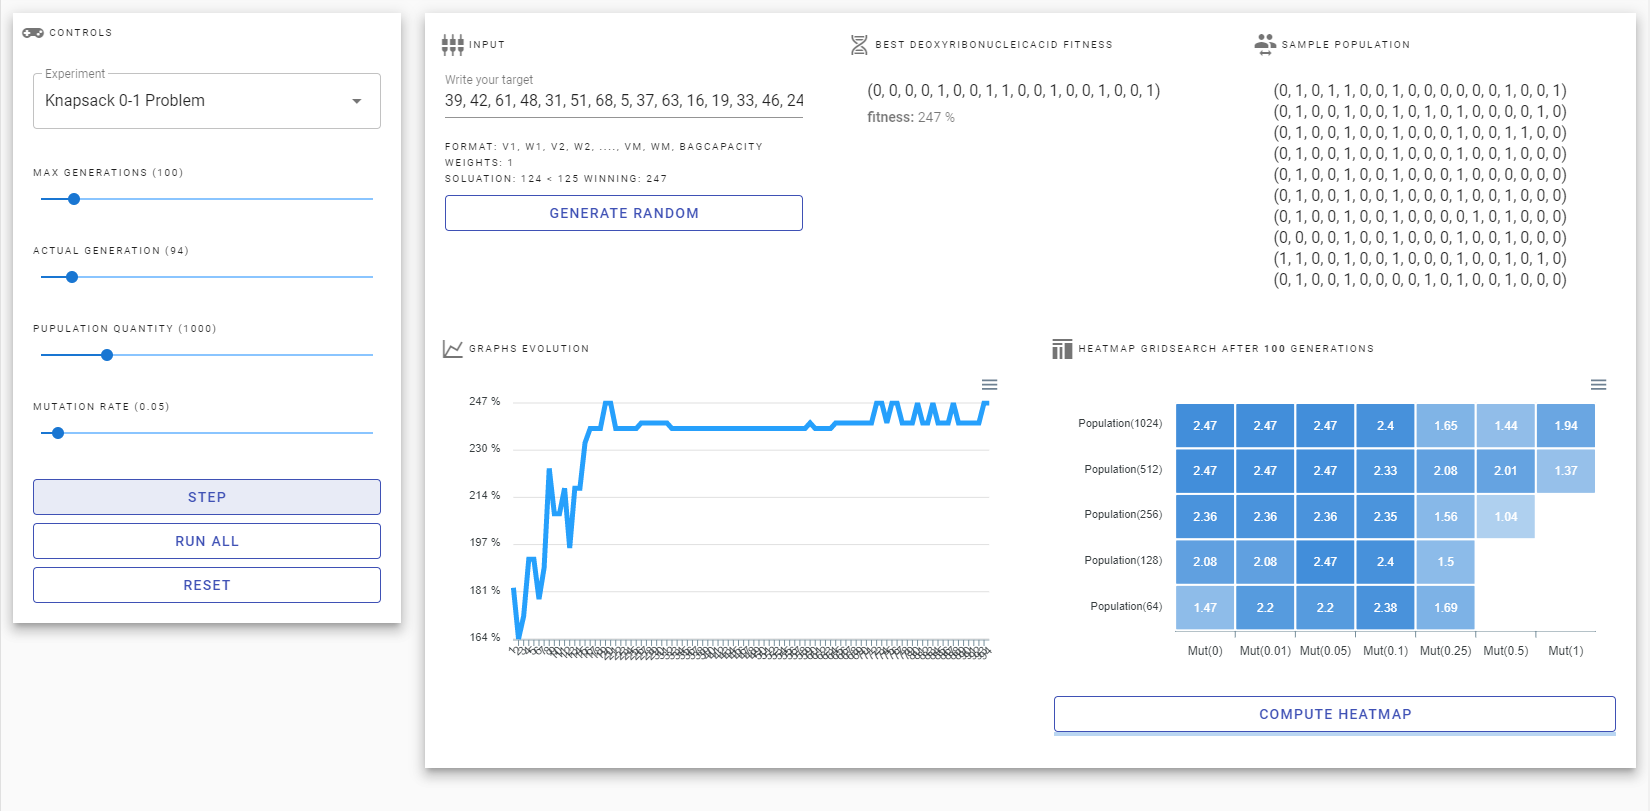 CONTROLS
Experiment
Knapsack 0-1 Problem
MAX GENERATIONS (100)
ACTUAL GENERATION (94)
PUPULATION QUANTITY (1000)
MUTATION RATE (0.05)
STEP
RUN ALL
RESET
INPUT
Write your target
39, 42, 61, 48, 31, 51, 68, 5, 37, 63, 16, 19, 33, 46, 24
FORMAT: V1, W1, V2, W2, ...., VM, WM, BAGCAPACITY
WEIGHTS: 1
SOLUATION: 124 < 125 WINNING: 247
GENERATE RANDOM
BEST DEOXYRIBONUCLEICACID FITNESS
(0, 0, 0, 0, 1, 0, 0, 1, 1, 0, 0, 1, 0, 0, 1, 0, 0, 1)
fitness: 247 %
SAMPLE POPULATION
(0, 1, 0, 1, 1, 0, 0, 1, 0, 0, 0, 0, 0, 0, 1, 0, 0, 1)
(0, 1, 0, 0, 1, 0, 0, 1, 0, 1, 0, 1, 0, 0, 0, 0, 1, 0)
(0, 1, 0, 0, 1, 0, 0, 1, 0, 0, 0, 1, 0, 0, 1, 1, 0, 0)
(0, 1, 0, 0, 1, 0, 0, 1, 0, 0, 0, 1, 0, 0, 1, 0, 0, 0)
(0, 1, 0, 0, 1, 0, 0, 1, 0, 1, 0, 0, 1, 0, 0, 0, 0, 0)
(0, 1, 0, 0, 1, 0, 0, 1, 0, 0, 0, 1, 0, 0, 1, 0, 0, 0)
(0, 1, 0, 0, 1, 0, 0, 1, 0, 0, 0, 0, 1, 0, 1, 0, 0, 0)
(0, 0, 0, 0, 1, 0, 0, 1, 0, 0, 0, 1, 0, 0, 1, 0, 0, 0)
(1, 1, 0, 0, 1, 0, 0, 1, 0, 0, 0, 1, 0, 0, 1, 0, 1, 0)
(0, 1, 0, 0, 1, 0, 0, 0, 0, 1, 0, 1, 0, 0, 1, 0, 0, 0)
GRAPHS EVOLUTION
247 %
230 %
214 %
197 %
181 %
164 %
HEATMAP GRIDSEARCH AFTER 100 GENERATIONS
Population(1024) 2.47 2.47 2.47 2.4 1.65 1.44 1.94
Population(512) 2.47 2.47 2.47 2.33 2.08 2.01 1.37
Population(256) 2.36 2.36 2.36 2.35 1.56 1.04
Population(128) 2.08 2.08 2.47 2.4 1.5
Population(64) 1.47 2.2 2.2 2.38 1.69
Mut(0) Mut(0.01) Mut(0.05) Mut(0.1) Mut(0.25) Mut(0.5) Mut(1)
COMPUTE HEATMAP